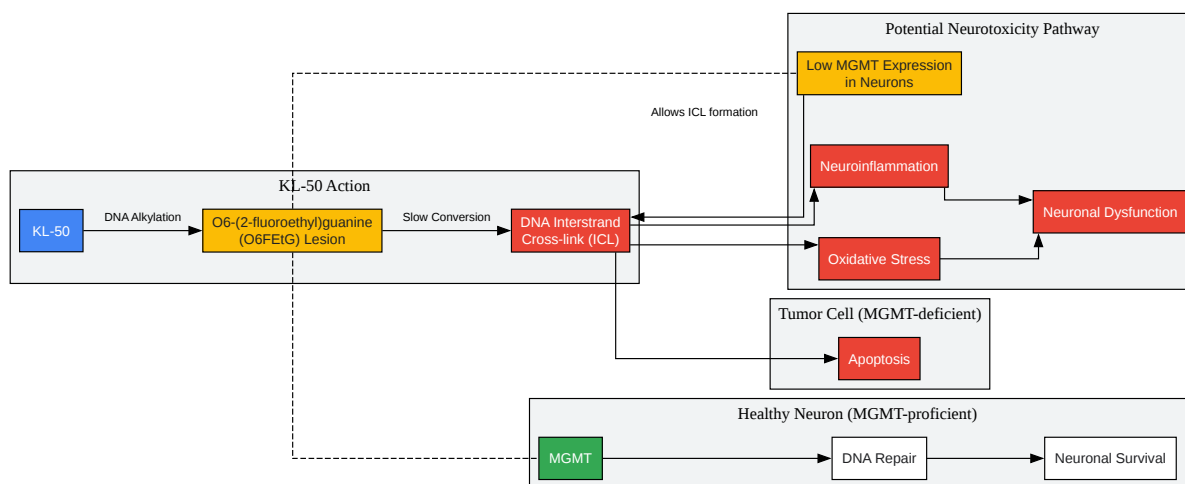 Potential Neurotoxicity Pathway
Low MGMT Expression
in Neurons
Allows ICL formation
Neuroinflammation
KL-50 Action
KL-50
DNA Alkylation
O6-(2-fluoroethyl)guanine
(O6FEtG) Lesion
Slow Conversion
DNA Interstrand
Cross-link (ICL)
Neuronal Dysfunction
Oxidative Stress
Tumor Cell (MGMT-deficient)
Apoptosis
Healthy Neuron (MGMT-proficient)
MGMT
DNA Repair
Neuronal Survival